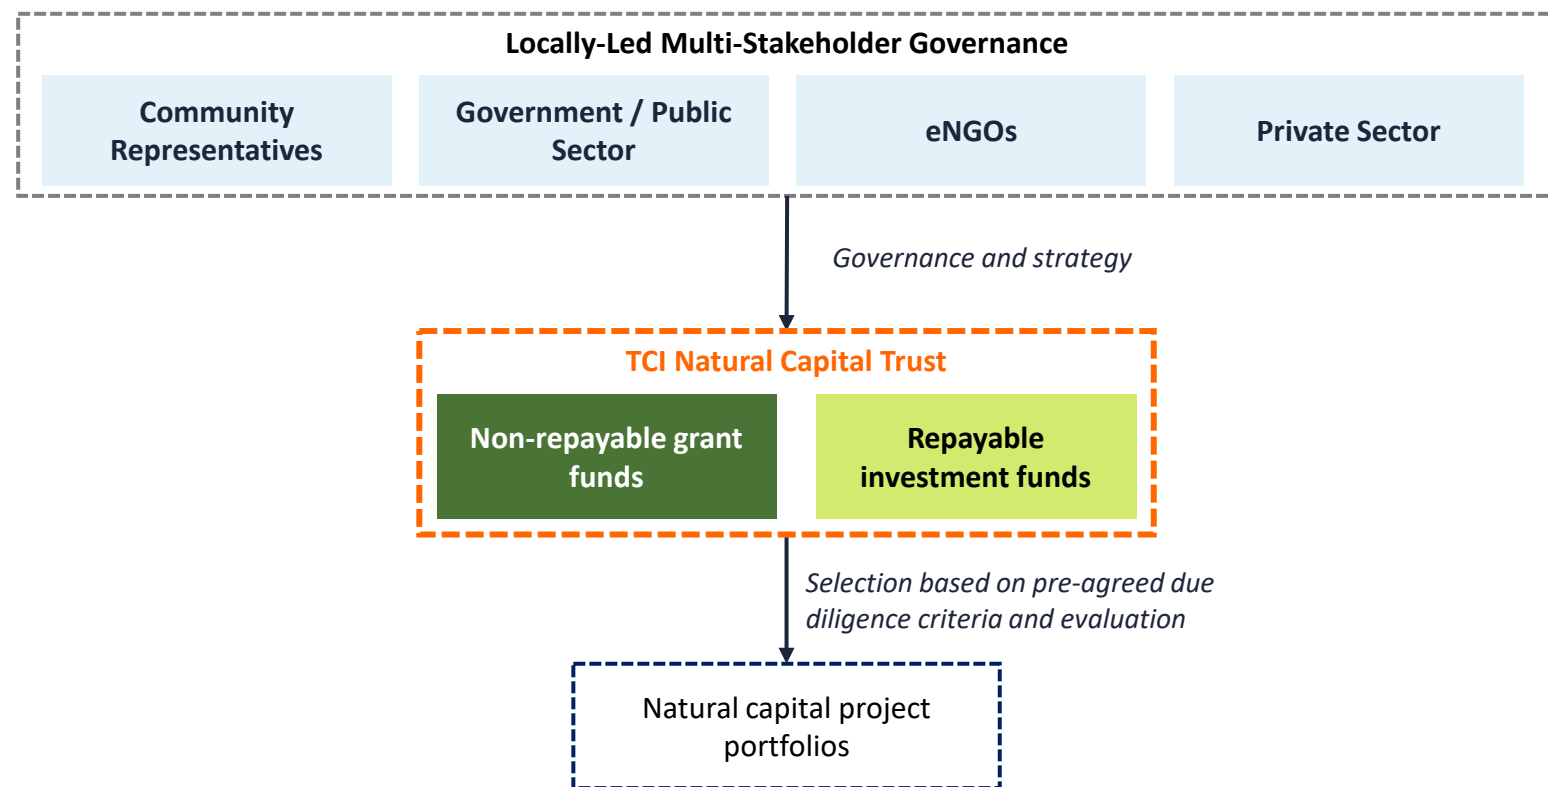 Locally-Led Multi-Stakeholder Governance
Community
Representatives
Government / Public
Sector
eNGOs
Private Sector
Governance and strategy
TCI Natural Capital Trust
Non-repayable grant
funds
Repayable
investment funds
Selection based on pre-agreed due
diligence criteria and evaluation
Natural capital project
portfolios